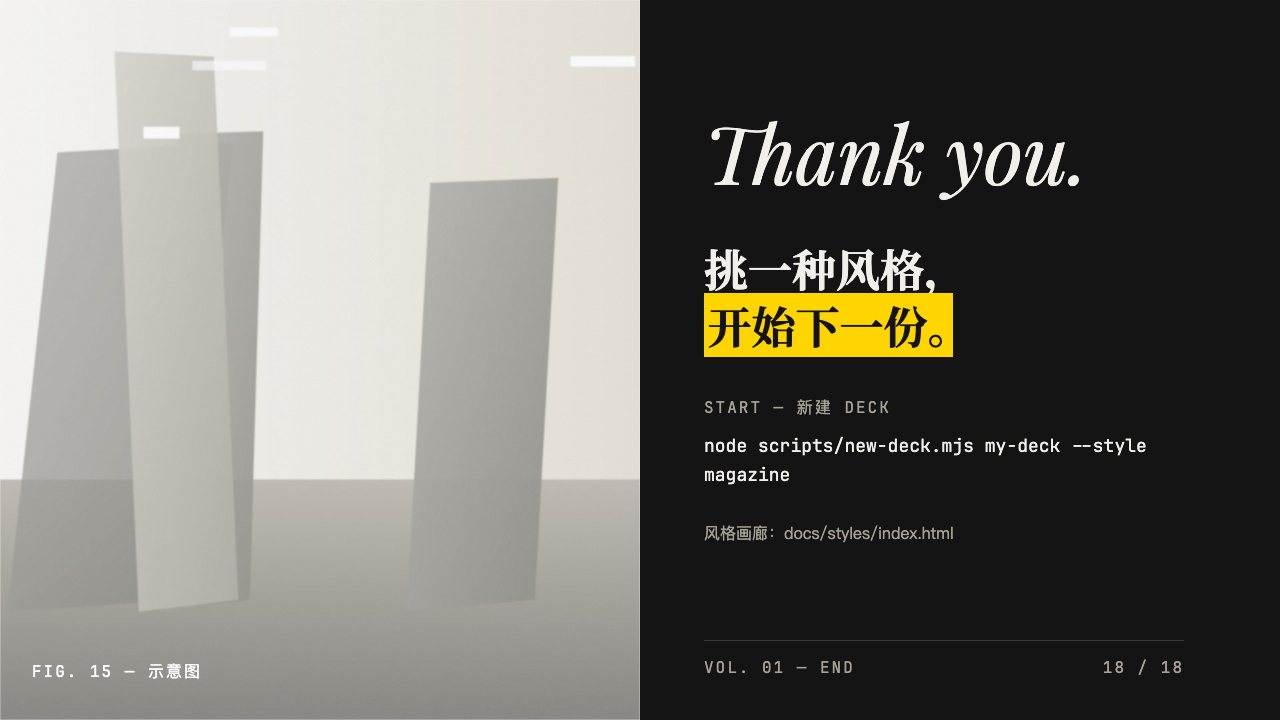 Thank you.
挑一种风格,
开始下一份。
START — 新建 DECK
node scripts/new-deck.mjs my-deck --style
magazine
风格画廊：docs/styles/index.html
FIG. 15 — 示意图
VOL. 01 — END
18 / 18